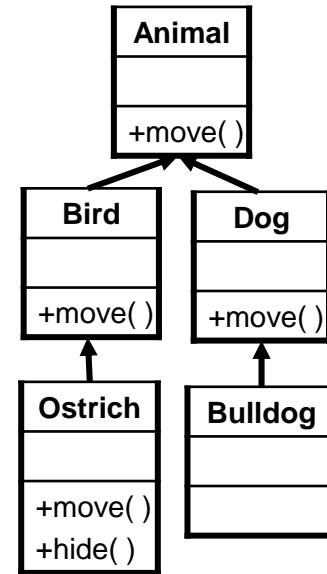 Animal
+move( )
Bird
+move( )
Dog
+move( )
Ostrich
+move( )
+hide( )
Bulldog